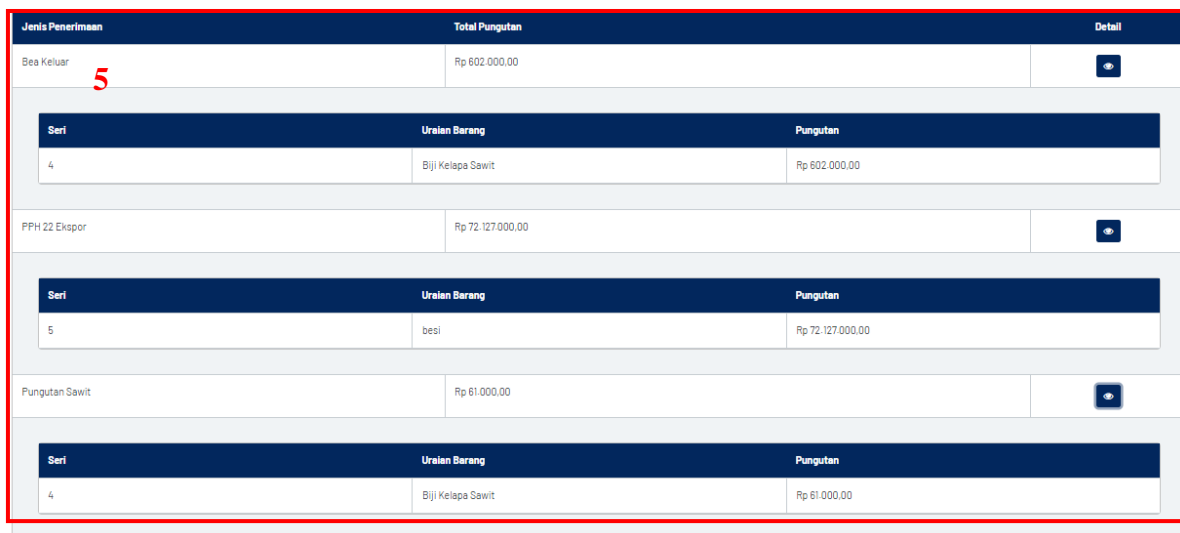 Jenis Penerimaan Total Pungutan Detail
Bea Keluar Rp 602.000,00
5
Seri Uraian Barang Pungutan
4 Biji Kelapa Sawit Rp 602.000,00
PPH 22 Ekspor Rp 72.127.000,00
Seri Uraian Barang Pungutan
5 besi Rp 72.127.000,00
Pungutan Sawit Rp 61.000,00
Seri Uraian Barang Pungutan
4 Biji Kelapa Sawit Rp 61.000,00